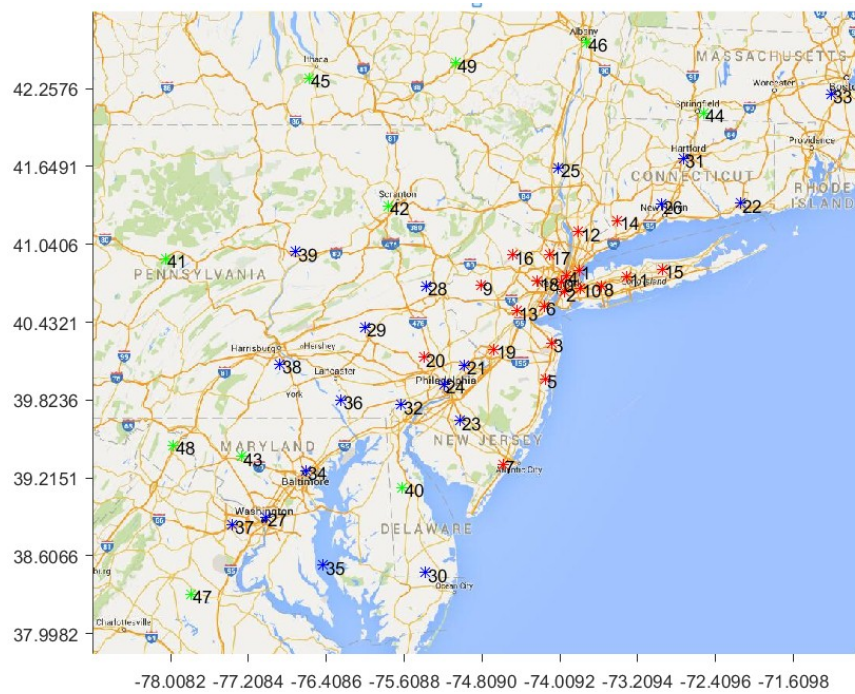 Albany
46
Ithaca
49
MASSACHUSETTS
45
42.2576
Worcester
33
Springfield
44
Hartford
31
Providence
41.6491
25
CONNECTICUT
Scranton
42
RHODE
ISLAND
26
22
14
12
41.0406
39
16
17
41
PENNSYLVANIA
1
15
11
28
9
18
10
8
2
13
6
40.4321
29
3
Harrisburg
Hershey
19
38
20
21
Lancaster
Philadelphia
24
5
York
39.8236
36
32
23
48
MARYLAND
NEW JERSEY
43
34
7
Atlantic City
39.2151
Baltimore
40
Washington
27
37
DELAWARE
38.6066
35
30
Ocean City
47
Charlottesville
37.9982
-78.0082 -77.2084 -76.4086 -75.6088 -74.8090 -74.0092 -73.2094 -72.4096 -71.6098